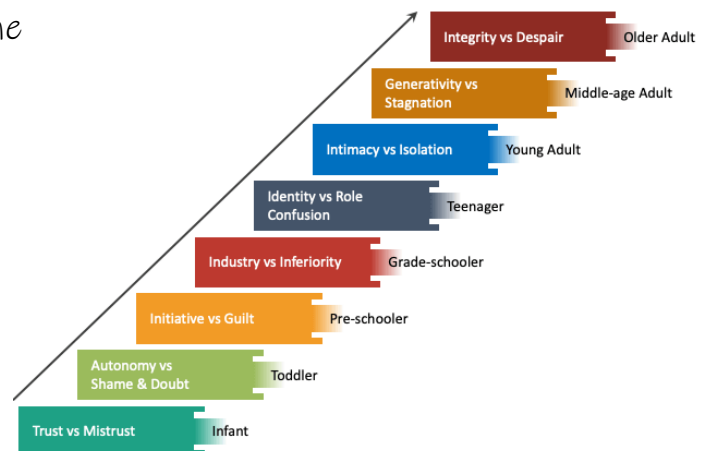 Integrity vs Despair Older Adult
Generativity vs
Stagnation Middle-age Adult
Intimacy vs Isolation Young Adult
Identity vs Role
Confusion Teenager
Industry vs Inferiority Grade-schooler
Initiative vs Guilt Pre-schooler
Autonomy vs
Shame & Doubt Toddler
Trust vs Mistrust Infant